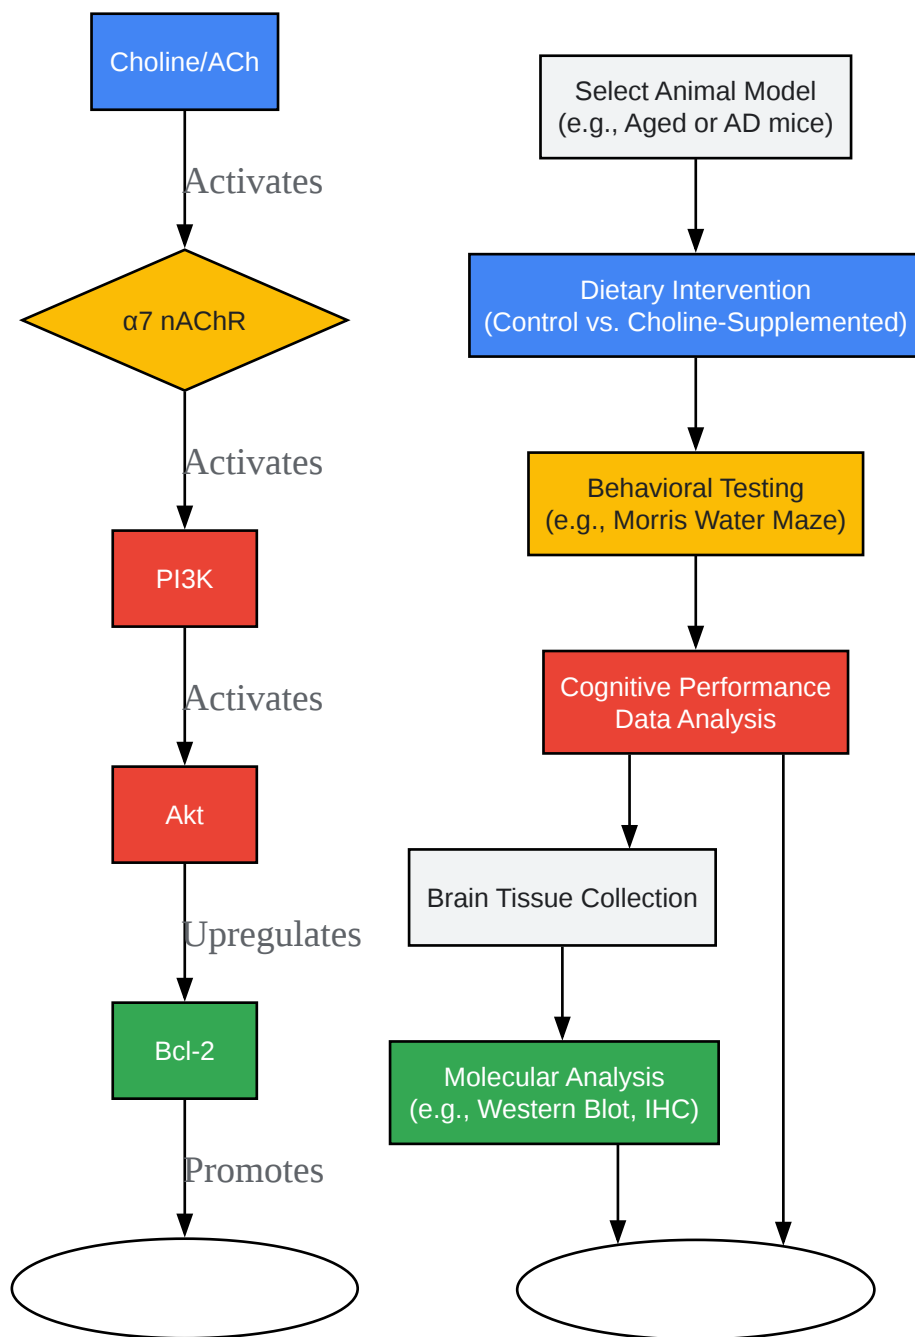 Choline/ACh
Activates
α7 nAChR
Activates
PI3K
Activates
Akt
Upregulates
Bcl-2
Promotes
Select Animal Model
(e.g., Aged or AD mice)
Dietary Intervention
(Control vs. Choline-Supplemented)
Behavioral Testing
(e.g., Morris Water Maze)
Cognitive Performance
Data Analysis
Brain Tissue Collection
Molecular Analysis
(e.g., Western Blot, IHC)